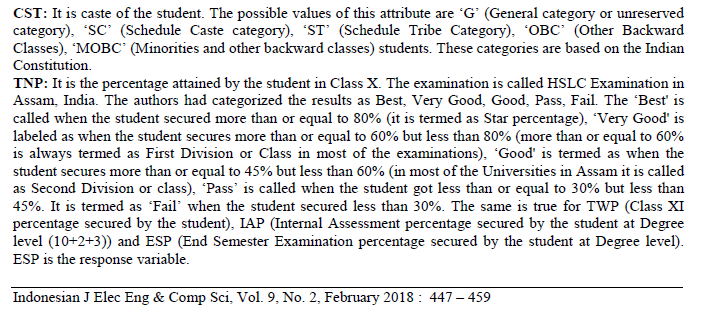 CST: It is caste of the student. The possible values of this attribute are ‘G’ (General category or unreserved
category), ‘SC’ (Schedule Caste category), ‘ST’ (Schedule Tribe Category), ‘OBC’ (Other Backward
Classes), ‘MOBC’ (Minorities and other backward classes) students. These categories are based on the Indian
Constitution.
TNP: It is the percentage attained by the student in Class X. The examination is called HSLC Examination in
Assam, India. The authors had categorized the results as Best, Very Good, Good, Pass, Fail. The ‘Best' is
called when the student secured more than or equal to 80% (it is termed as Star percentage), ‘Very Good' is
labeled as when the student secures more than or equal to 60% but less than 80% (more than or equal to 60%
is always termed as First Division or Class in most of the examinations), ‘Good' is termed as when the
student secures more than or equal to 45% but less than 60% (in most of the Universities in Assam it is called
as Second Division or class), ‘Pass’ is called when the student got less than or equal to 30% but less than
45%. It is termed as ‘Fail’ when the student secured less than 30%. The same is true for TWP (Class XI
percentage secured by the student), IAP (Internal Assessment percentage secured by the student at Degree
level (10+2+3)) and ESP (End Semester Examination percentage secured by the student at Degree level).
ESP is the response variable.
Indonesian J Elec Eng & Comp Sci, Vol. 9, No. 2, February 2018 : 447 – 459